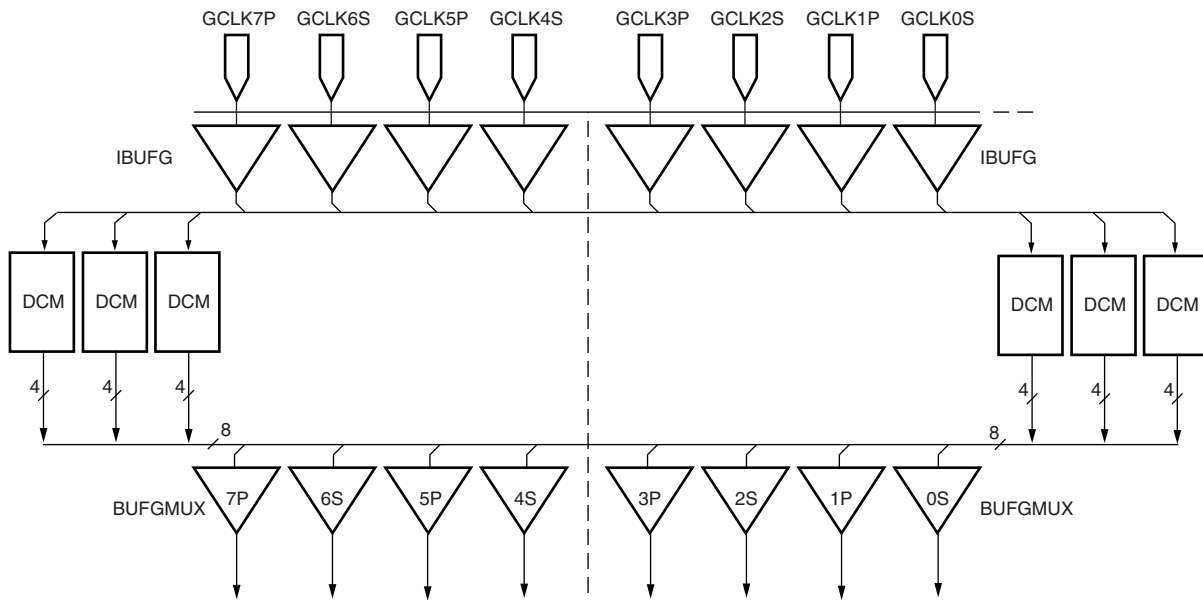 GCLK7P GCLK6S GCLK5P GCLK4S GCLK3P GCLK2S GCLK1P GCLK0S
IBUFG IBUFG
DCM DCM DCM DCM DCM DCM
4 4 4 4 4 4
8 8
7P 6S 5P 4S 3P 2S 1P 0S
BUFGMUX BUFGMUX